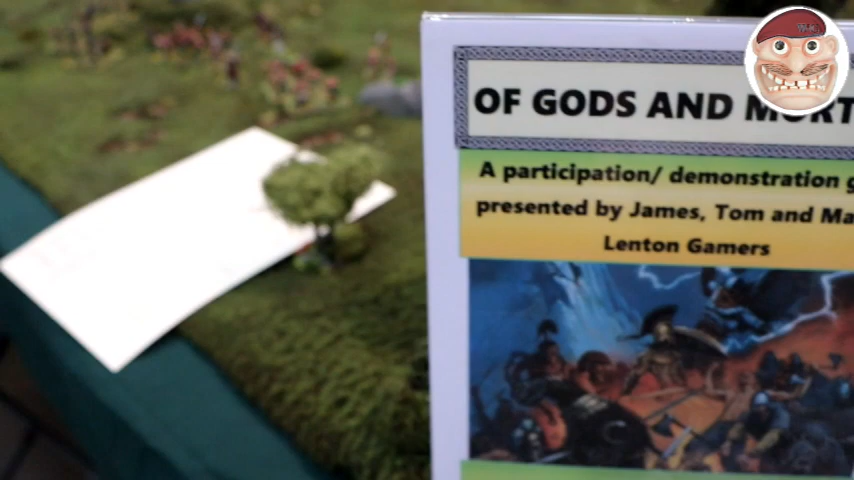 OF GODS AND MORT
A participation/ demonstration g
presented by James, Tom and Ma
Lenton Gamers